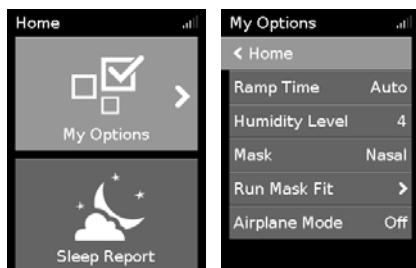 Home
My Options
Sleep Report
My Options
< Home
Ramp Time Auto
Humidity Level 4
Mask Nasal
Run Mask Fit >
Airplane Mode Off